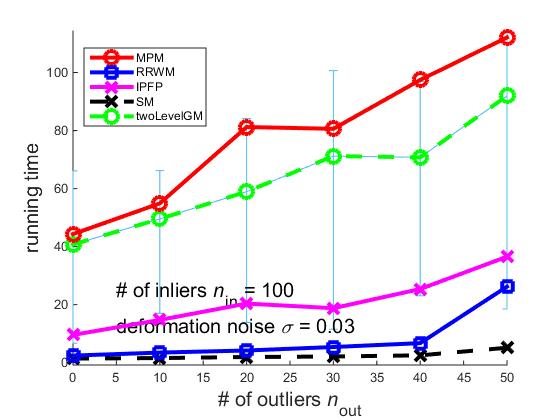 MPM
RRWM
IPFP
SM
twoLevelGM
running time
100
80
60
40
20
0
# of inliers n_in = 100
deformation noise σ = 0.03
0 5 10 15 20 25 30 35 40 45 50
# of outliers n_out